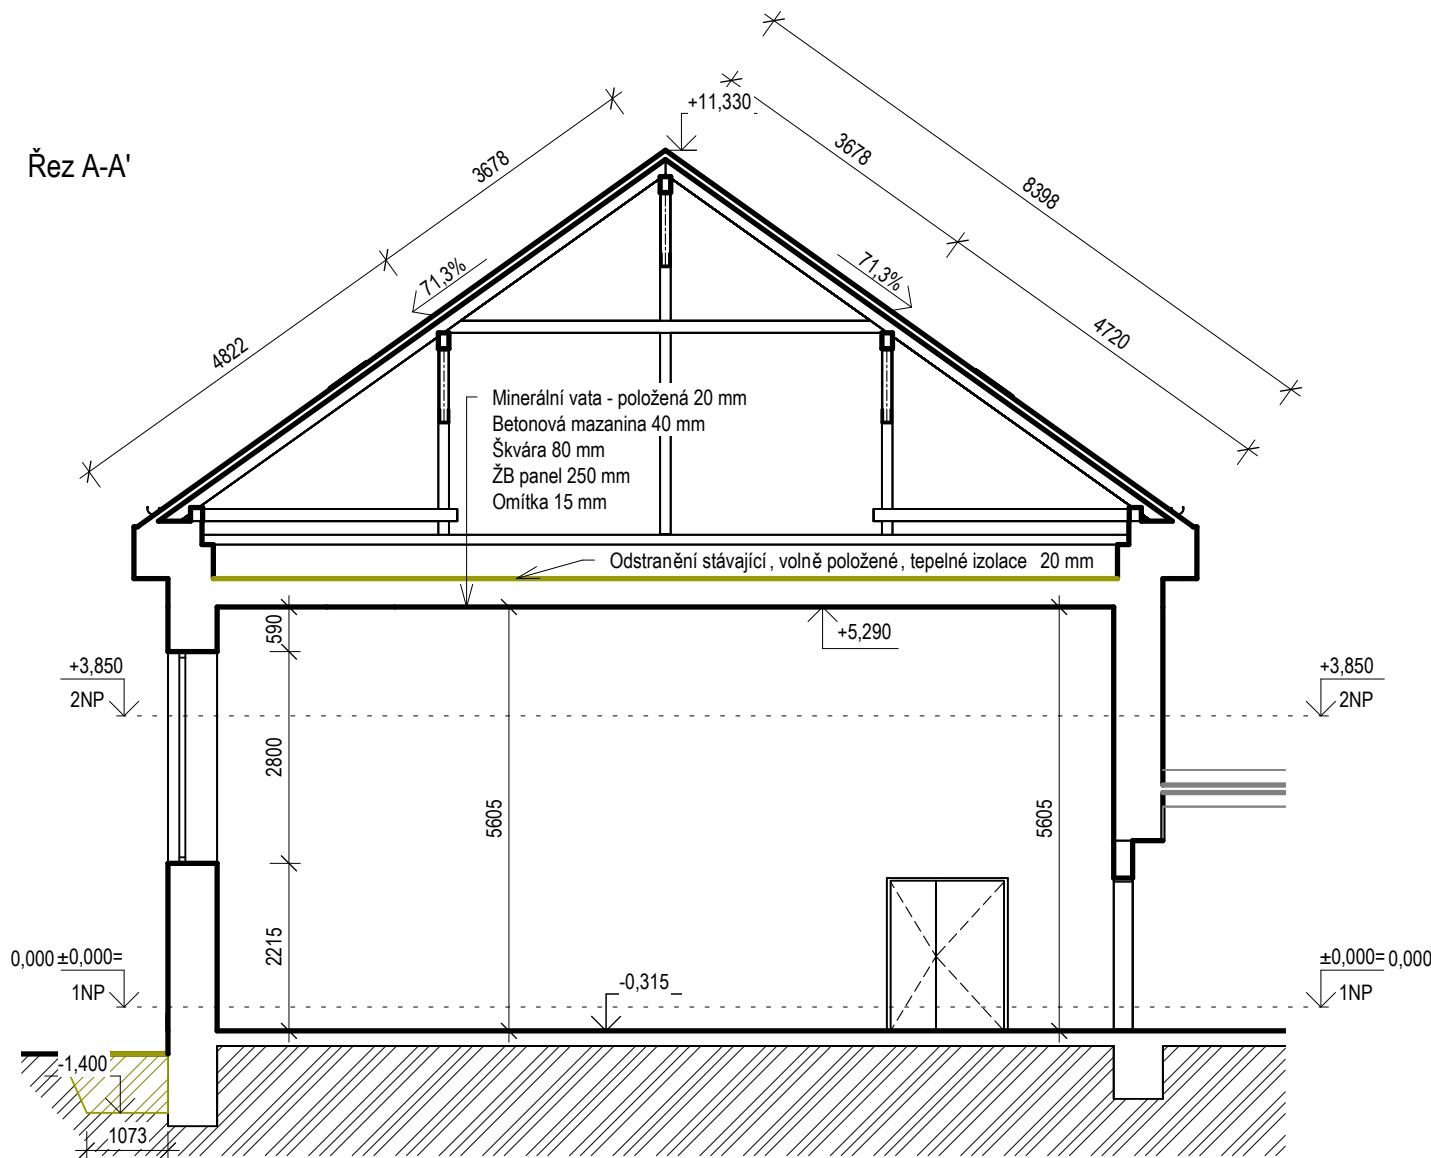 Řez A-A'
+11,330
3678
3678
8398
71,3%
71,3%
4822
4720
Minerální vata - položená 20 mm
Betonová mazanina 40 mm
Škvára 80 mm
ŽB panel 250 mm
Omítka 15 mm
Odstranění stávající, volně položené, tepelné izolace 20 mm
590
+5,290
+3,850
2NP
+3,850
2NP
2800
5605
5605
2215
0,000 ±0,000=
1NP
-0,315
±0,000= 0,000
1NP
-1,400
1073